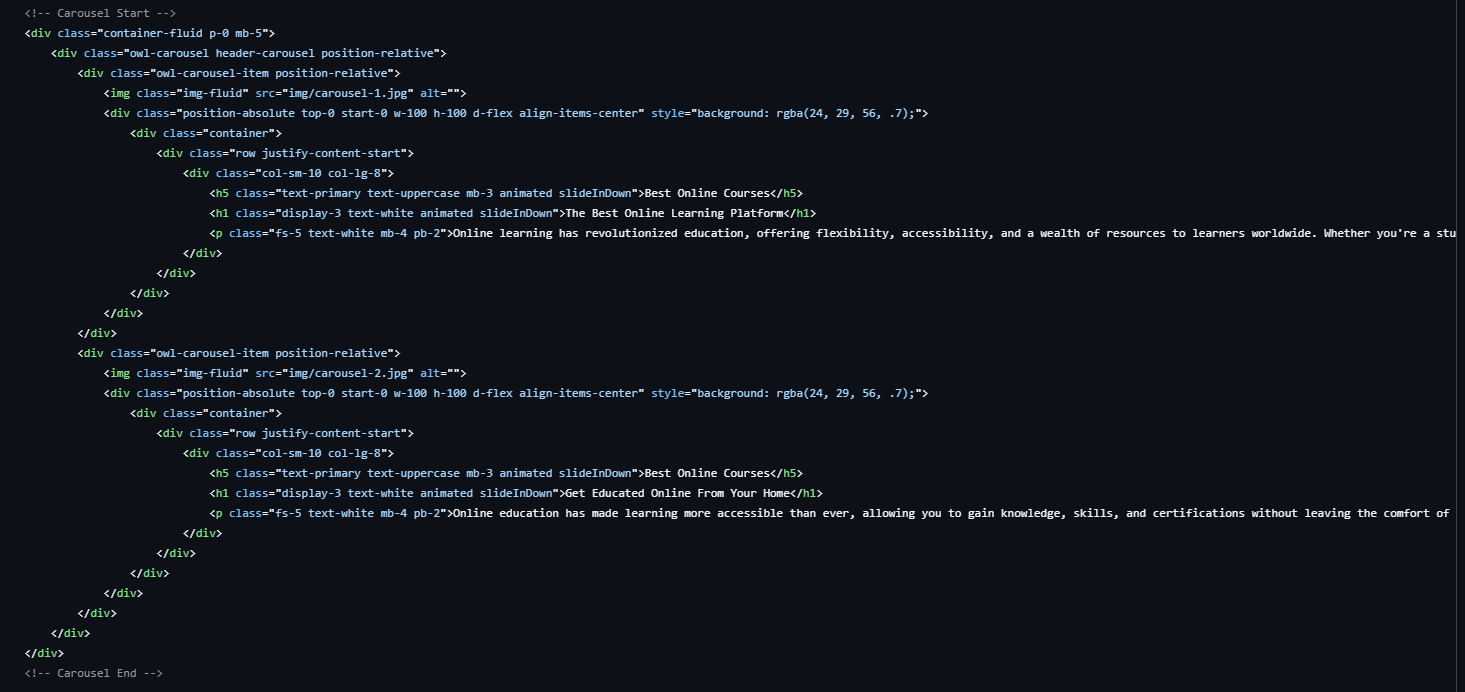 <!-- Carousel Start -->
<div class="container-fluid p-0 mb-5">
    <div class="owl-carousel header-carousel position-relative">
        <div class="owl-carousel-item position-relative">
            <img class="img-fluid" src="img/carousel-1.jpg" alt="">
            <div class="position-absolute top-0 start-0 w-100 h-100 d-flex align-items-center" style="background: rgba(24, 29, 56, .7);">
                <div class="container">
                    <div class="row justify-content-start">
                        <div class="col-sm-10 col-lg-8">
                            <h5 class="text-primary text-uppercase mb-3 animated slideInDown">Best Online Courses</h5>
                            <h1 class="display-3 text-white animated slideInDown">The Best Online Learning Platform</h1>
                            <p class="fs-5 text-white mb-4 pb-2">Online learning has revolutionized education, offering flexibility, accessibility, and a wealth of resources to learners worldwide. Whether you're a stu
                        </div>
                    </div>
                </div>
            </div>
        </div>
        <div class="owl-carousel-item position-relative">
            <img class="img-fluid" src="img/carousel-2.jpg" alt="">
            <div class="position-absolute top-0 start-0 w-100 h-100 d-flex align-items-center" style="background: rgba(24, 29, 56, .7);">
                <div class="container">
                    <div class="row justify-content-start">
                        <div class="col-sm-10 col-lg-8">
                            <h5 class="text-primary text-uppercase mb-3 animated slideInDown">Best Online Courses</h5>
                            <h1 class="display-3 text-white animated slideInDown">Get Educated Online From Your Home</h1>
                            <p class="fs-5 text-white mb-4 pb-2">Online education has made learning more accessible than ever, allowing you to gain knowledge, skills, and certifications without leaving the comfort of
                        </div>
                    </div>
                </div>
            </div>
        </div>
    </div>
</div>
<!-- Carousel End -->